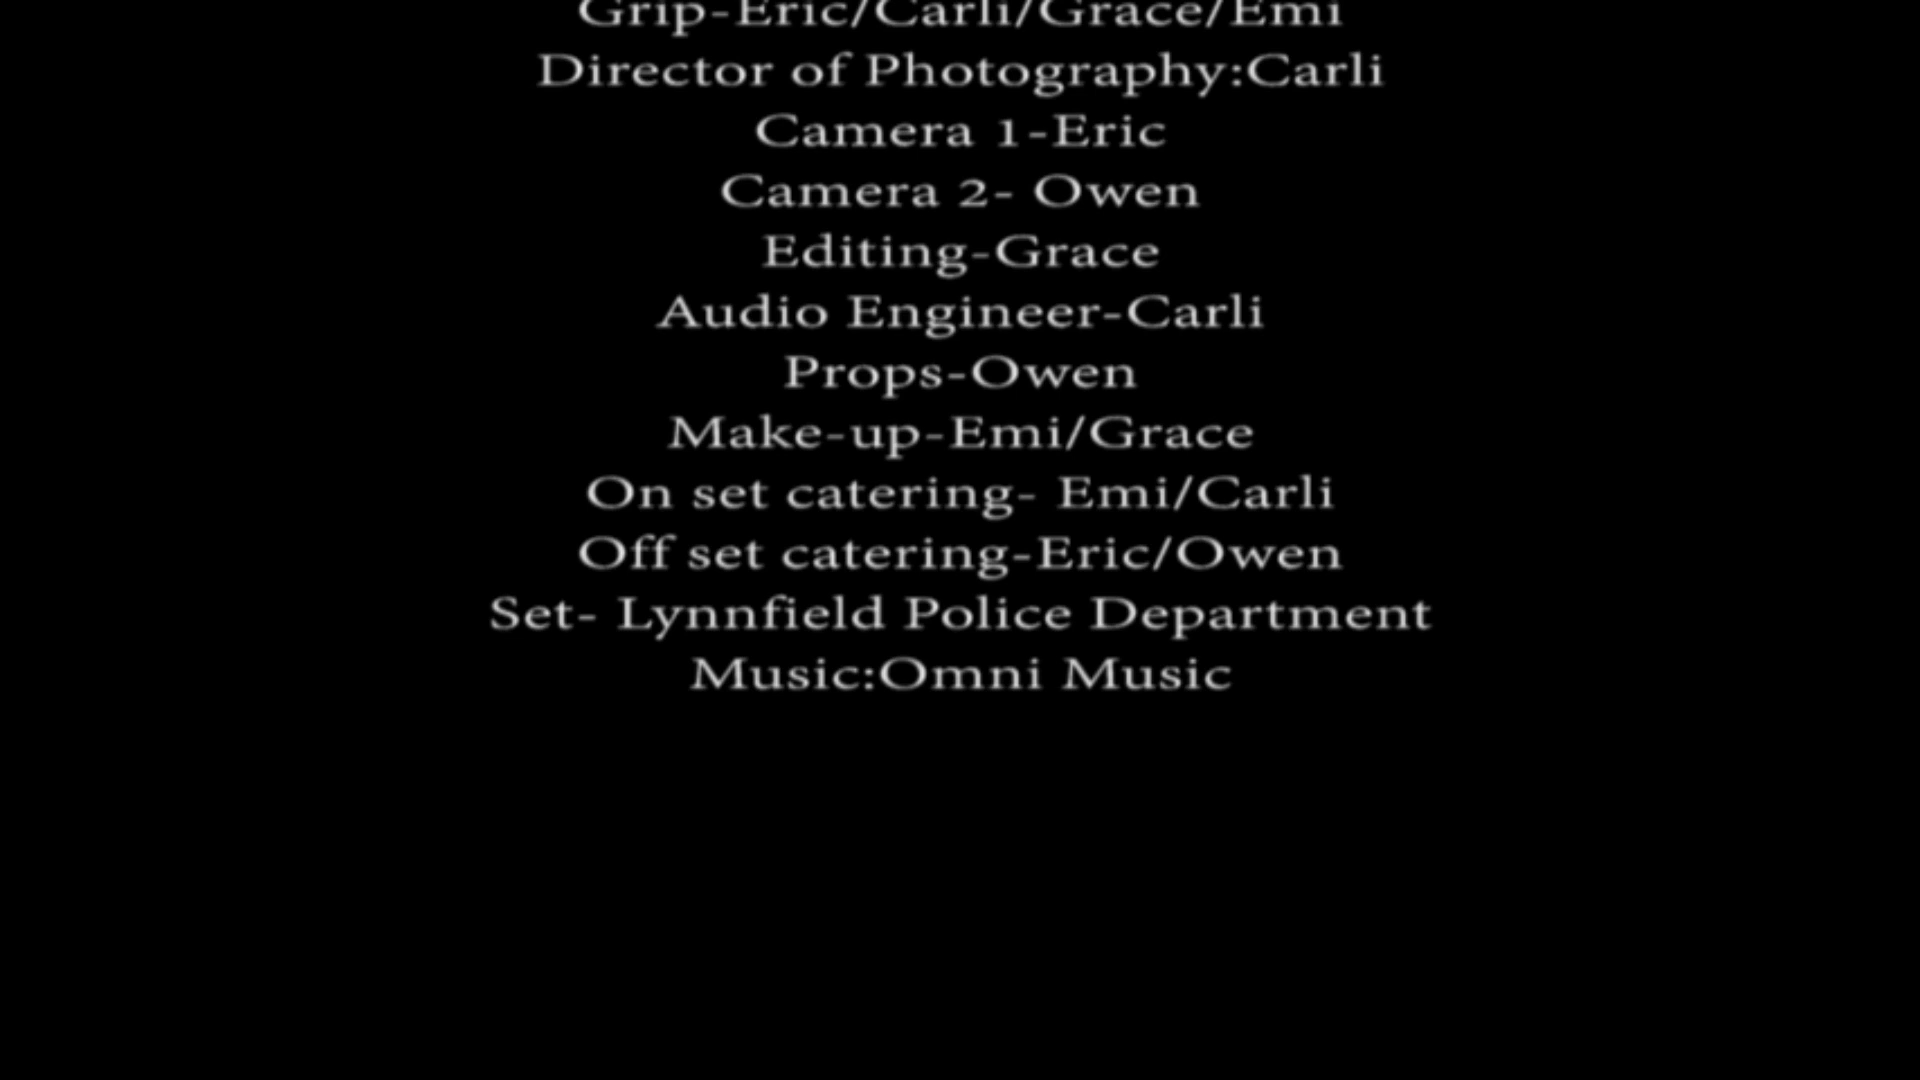 Grip-Eric/Carli/Grace/Emi
Director of Photography:Carli
Camera 1-Eric
Camera 2- Owen
Editing-Grace
Audio Engineer-Carli
Props-Owen
Make-up-Emi/Grace
On set catering- Emi/Carli
Off set catering-Eric/Owen
Set- Lynnfield Police Department
Music:Omni Music